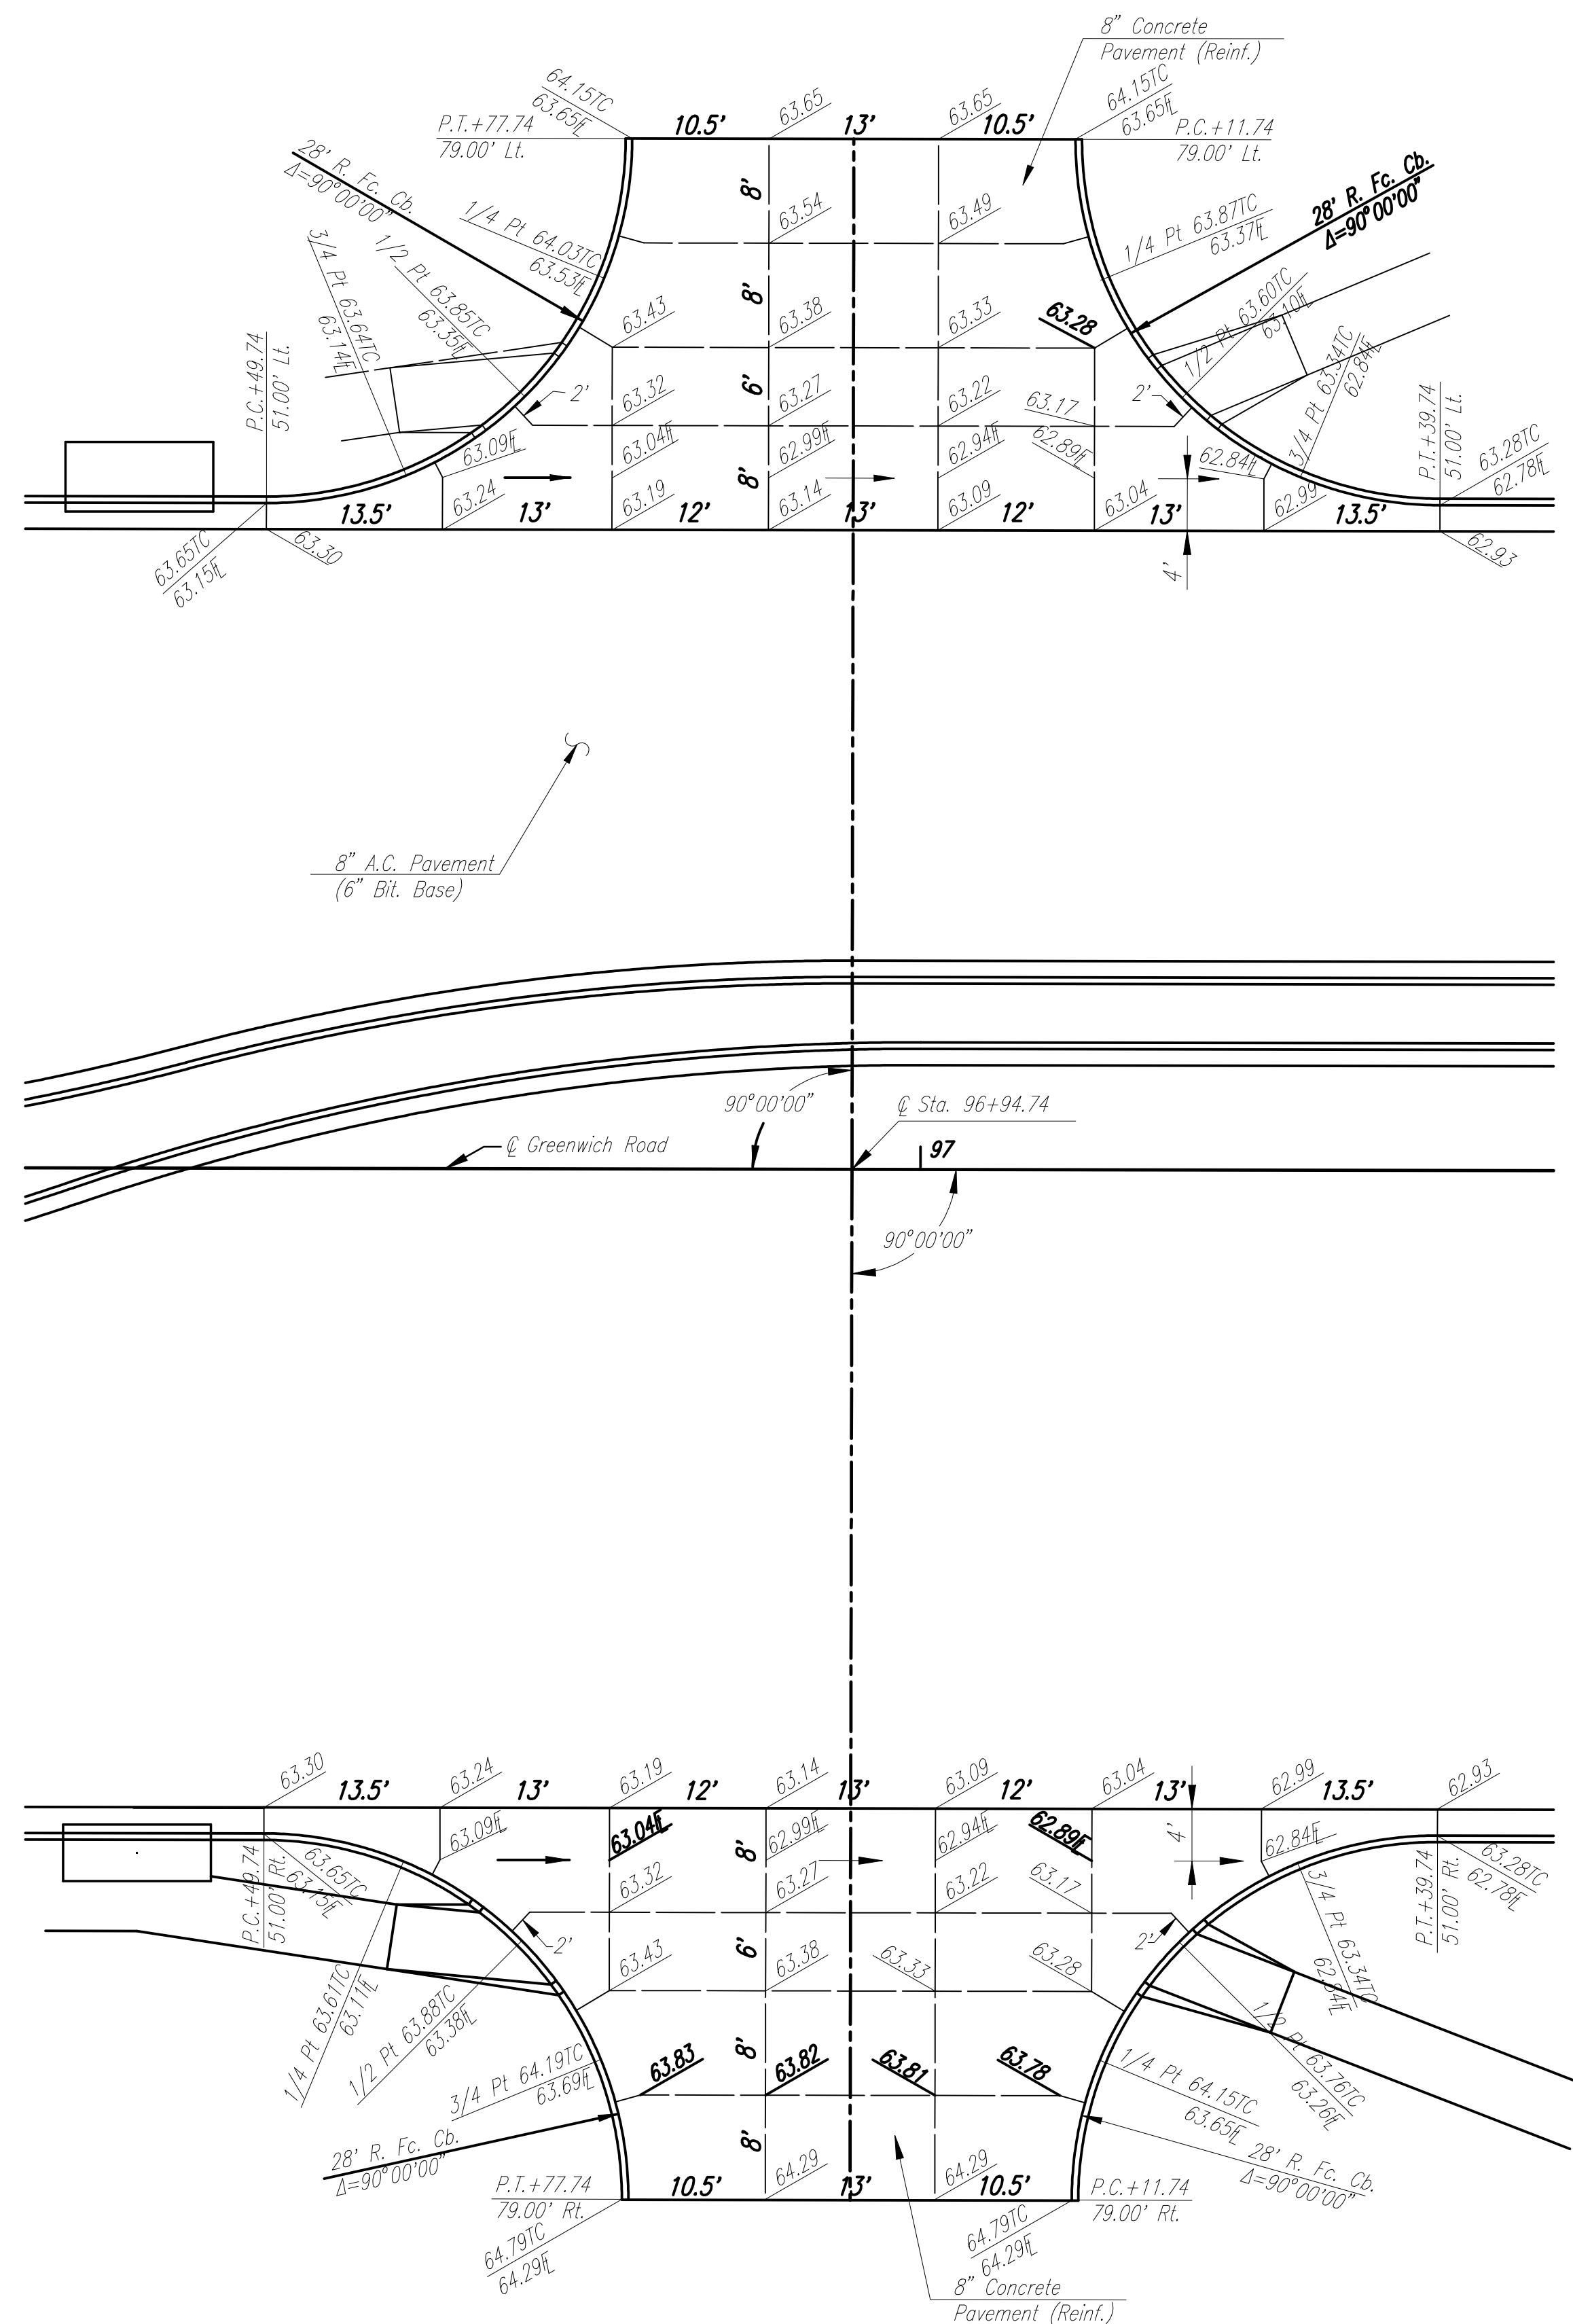 8" Concrete
Pavement (Reinf.)
64.15TC
63.65℄
P.T.+77.74
79.00' Lt.
10.5'
63.65
13'
63.65
10.5'
64.15TC
63.65℄
P.C.+11.74
79.00' Lt.
28' R. Fc. Cb.
Δ=90°00'00"
28' R. Fc. Cb.
Δ=90°00'00"
8'
63.54
63.49
1/4 Pt 64.03TC
63.53℄
1/4 Pt 63.87TC
63.37℄
1/2 Pt 63.85TC
63.35℄
3/4 Pt 63.64TC
63.14℄
8'
63.43
63.38
63.33
63.28
1/2 Pt 63.60TC
63.10℄
3/4 Pt 63.34TC
62.84℄
P.C.+49.74
51.00' Lt.
2'
6'
63.32
63.27
63.22
63.17
2'
P.T.+39.74
51.00' Lt.
63.09℄
63.04℄
62.99℄
62.94℄
62.89℄
62.84℄
63.28TC
62.78℄
8'
63.24
63.19
63.14
63.09
63.04
62.99
13.5'
13'
12'
13'
12'
13'
13.5'
63.65TC
63.15℄
63.30
4'
62.93
8" A.C. Pavement
(6" Bit. Base)
90°00'00"
℄ Sta. 96+94.74
℄ Greenwich Road
97
90°00'00"
63.30
63.24
63.19
63.14
63.09
63.04
62.99
62.93
13.5'
13'
12'
13'
12'
13'
13.5'
63.09℄
63.04℄
8'
62.99℄
62.94℄
62.89℄
4'
62.84℄
63.65TC
63.15℄
P.C.+49.74
51.00' Rt.
63.28TC
62.78℄
P.T.+39.74
51.00' Rt.
63.32
63.27
63.22
63.17
2'
6'
2'
63.43
63.38
63.33
63.28
3/4 Pt 63.34TC
62.84℄
1/4 Pt 63.61TC
63.11℄
1/2 Pt 63.88TC
63.38℄
3/4 Pt 64.19TC
63.69℄
8'
63.83
63.82
63.81
63.78
1/2 Pt 63.76TC
63.26℄
1/4 Pt 64.15TC
63.65℄
28' R. Fc. Cb.
Δ=90°00'00"
28' R. Fc. Cb.
Δ=90°00'00"
8'
64.29
64.29
P.T.+77.74
79.00' Rt.
10.5'
13'
10.5'
P.C.+11.74
79.00' Rt.
64.79TC
64.29℄
64.79TC
64.29℄
8" Concrete
Pavement (Reinf.)